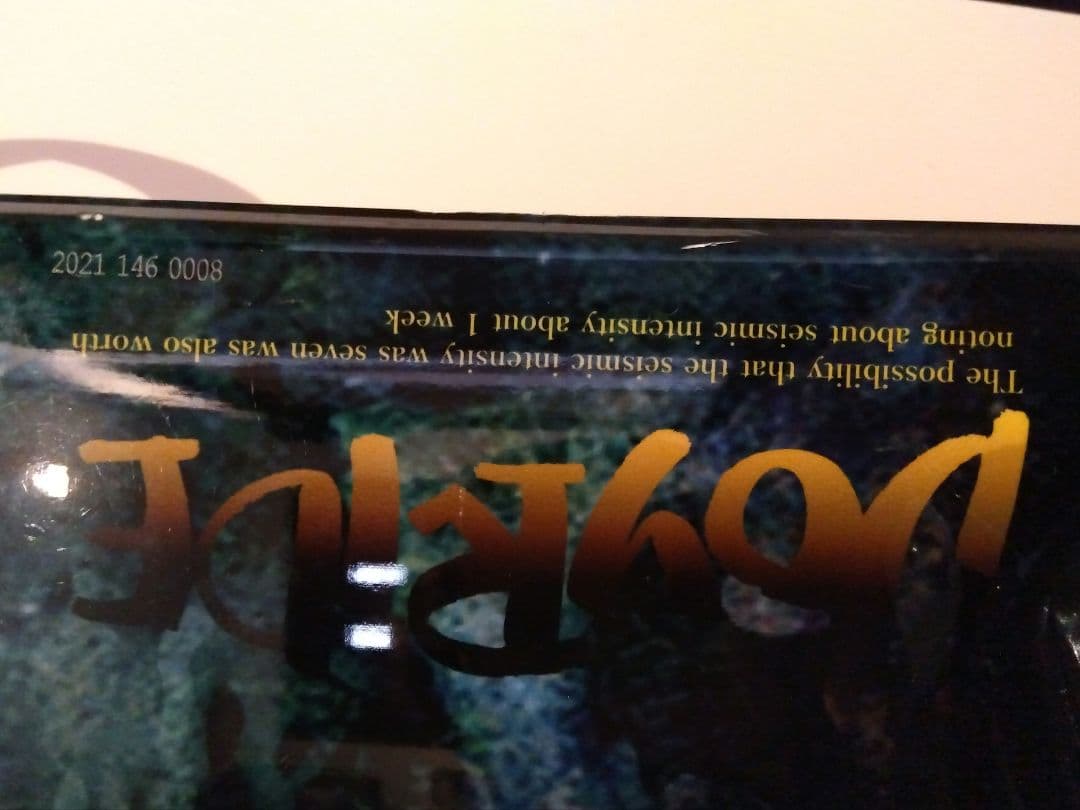 JOyRIDE
The possibility that the seismic intensity was seven was also worth
noting about seismic intensity about 1 week
2021 146 0008